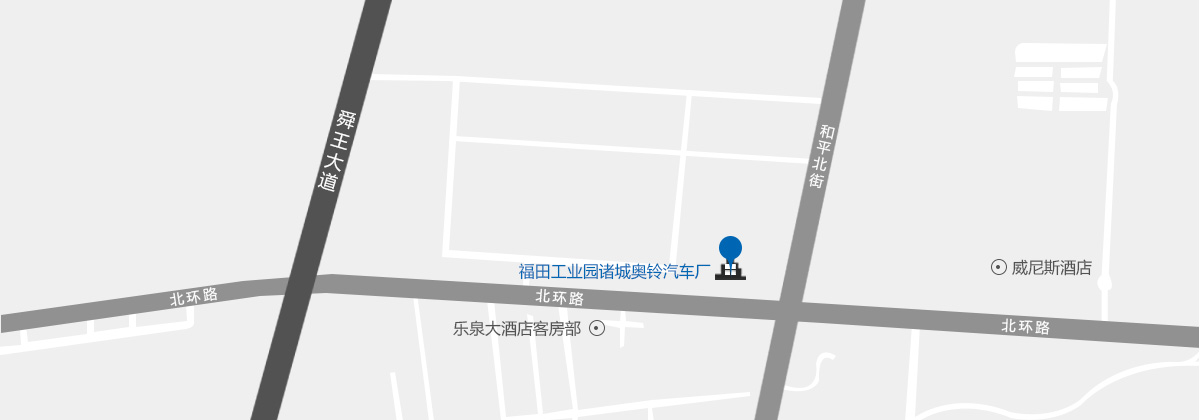 舜王大道
和平北街
福田工业园诸城奥铃汽车厂
威尼斯酒店
北环路
北环路
乐泉大酒店客房部
北环路